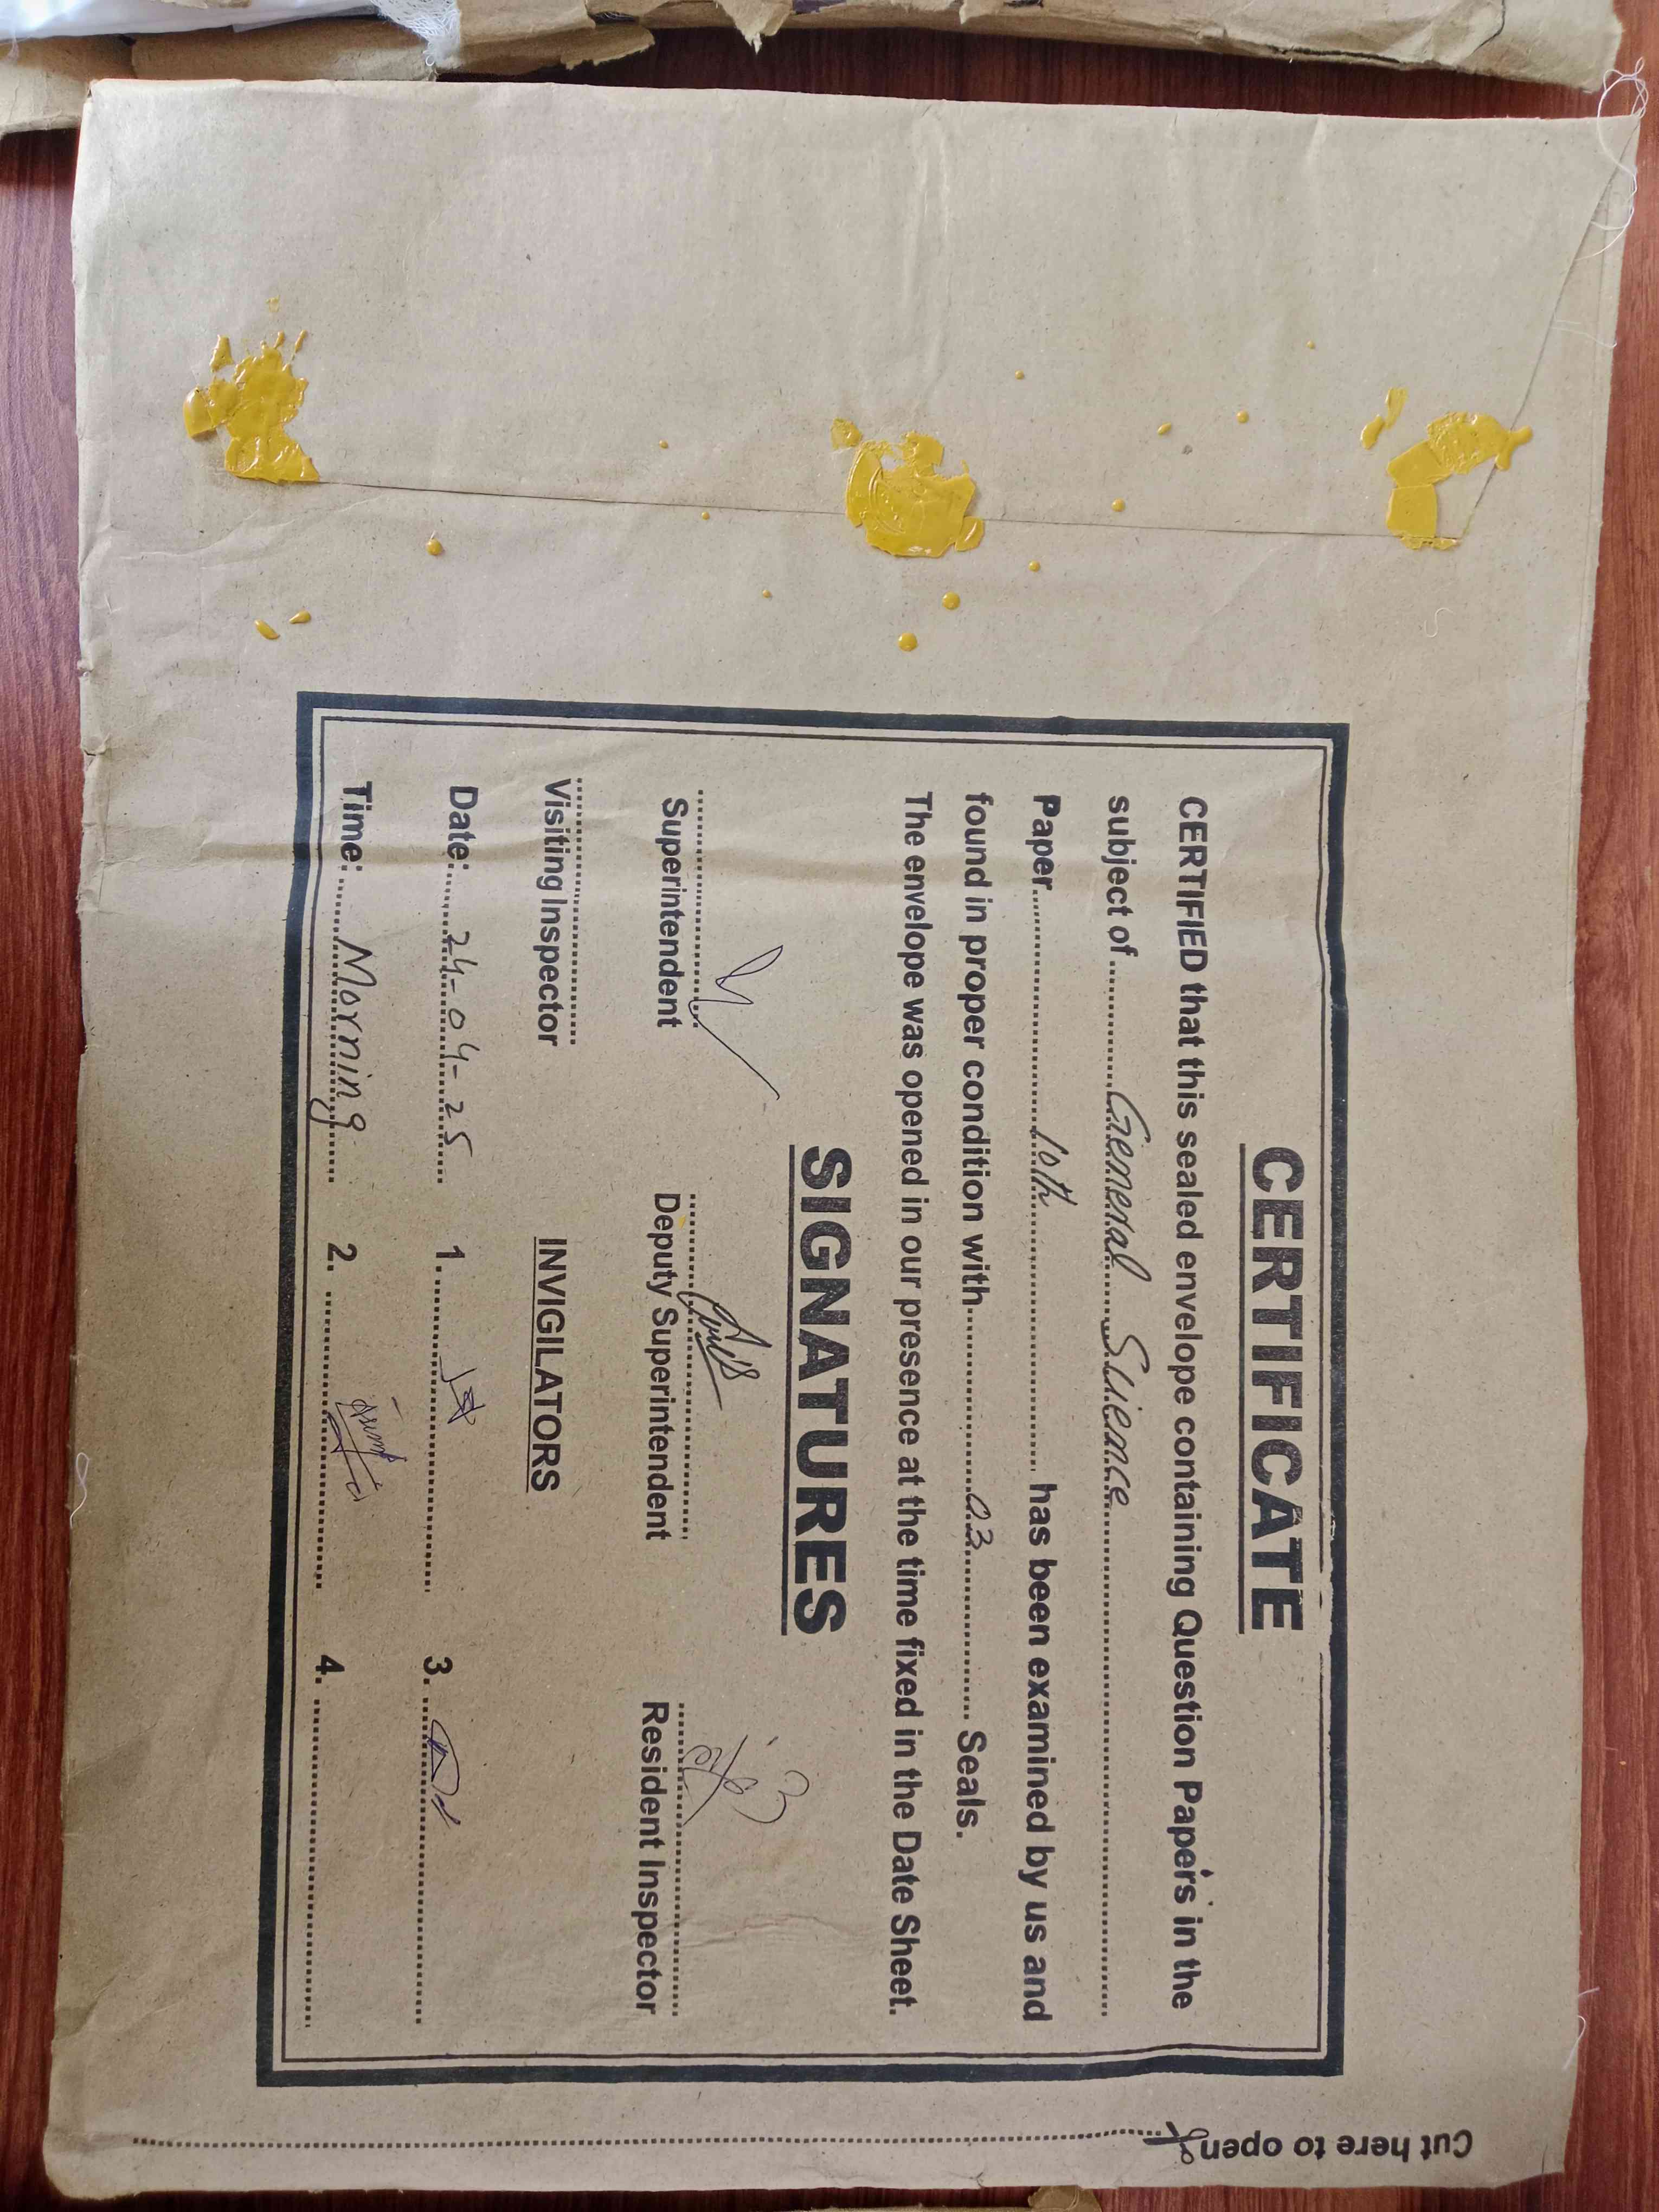 CERTIFICATE
CERTIFIED that this sealed envelope containing Question Papers in the
subject of ............ General Science ............
Paper ............ 10th ............ has been examined by us and
found in proper condition with ............ 03 ............ Seals.
The envelope was opened in our presence at the time fixed in the Date Sheet.
SIGNATURES
Superintendent Deputy Superintendent Resident Inspector
Visiting Inspector INVIGILATORS
Date: ...... 24-04-25 ...... 1. ............ 3. ............
Time: ...... Morning ...... 2. ............ 4. ............
Cut here to open